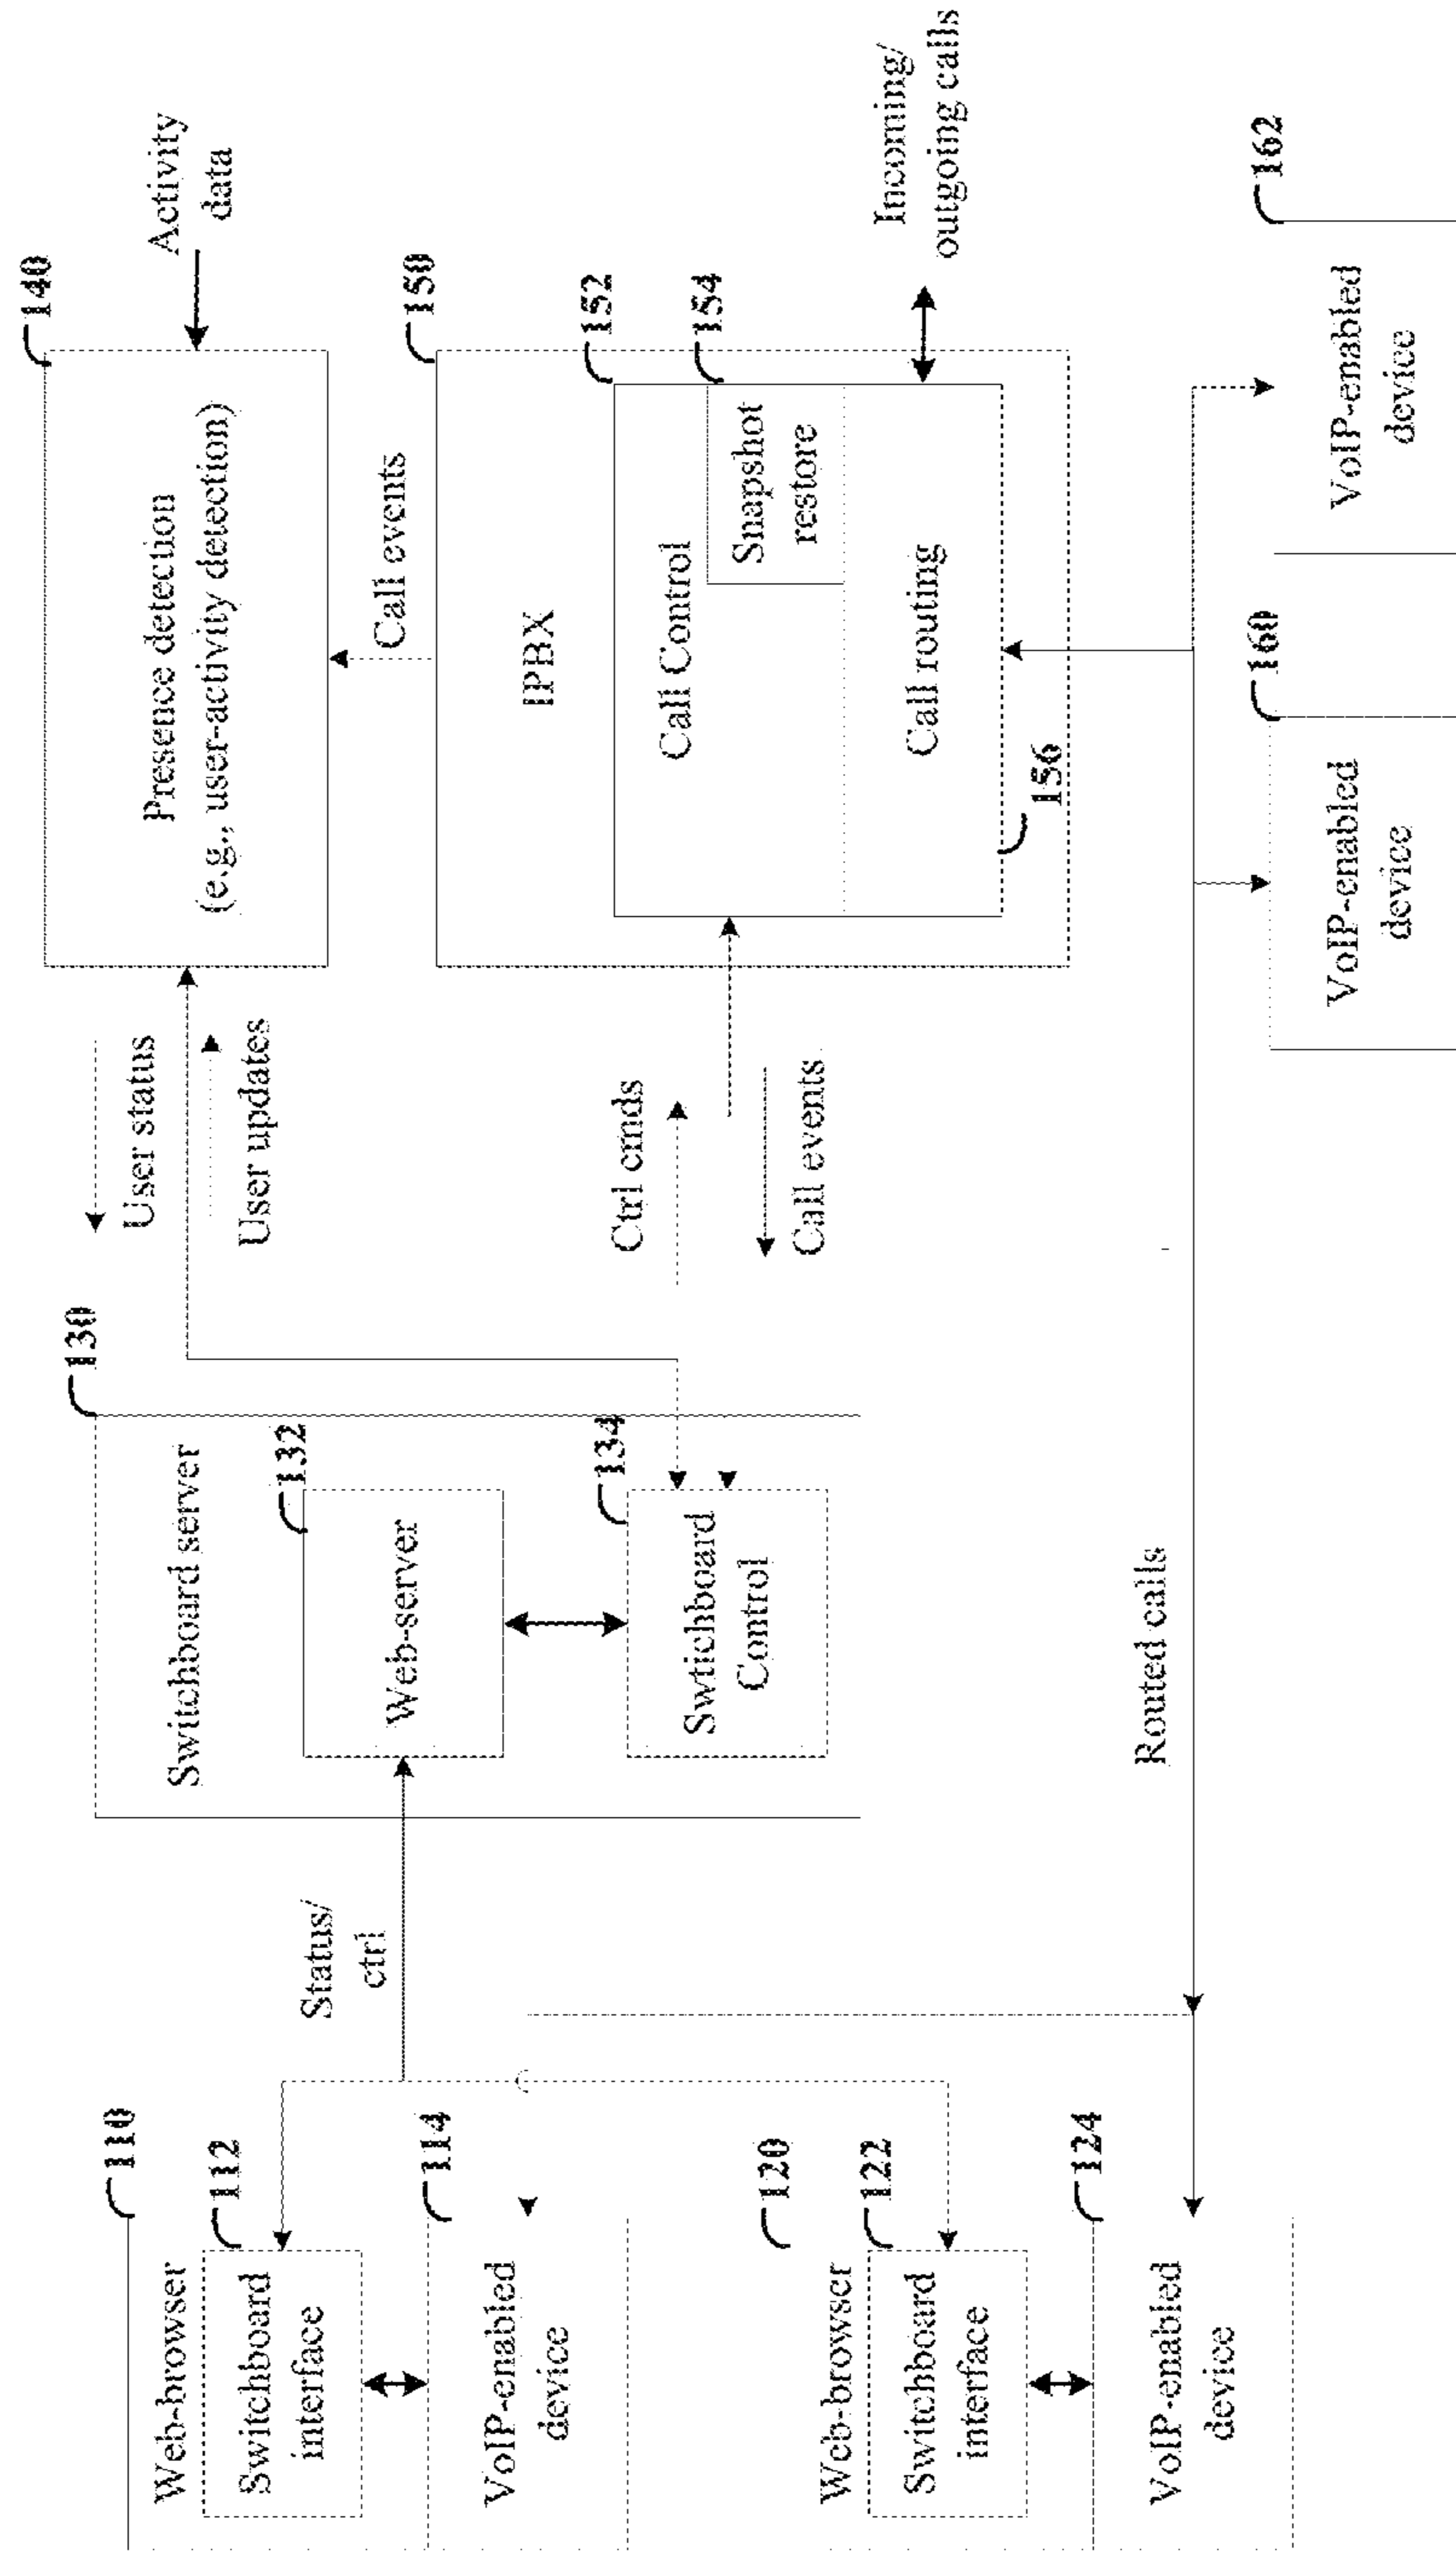 110
Web-browser
112
Switchboard
interface
114
VoIP-enabled
device
120
Web-browser
122
Switchboard
interface
124
VoIP-enabled
device
Status/
ctrl
130
Switchboard server
132
Web-server
134
Swtichboard
Control
User status
User updates
Ctrl cmds
Call events
Routed calls
140
Presence detection
(e.g., user-activity detection)
Activity
data
Call events
150
IPBX
152
Call Control
154
Snapshot
restore
Call routing
156
Incoming/
outgoing calls
160
VoIP-enabled
device
162
VoIP-enabled
device